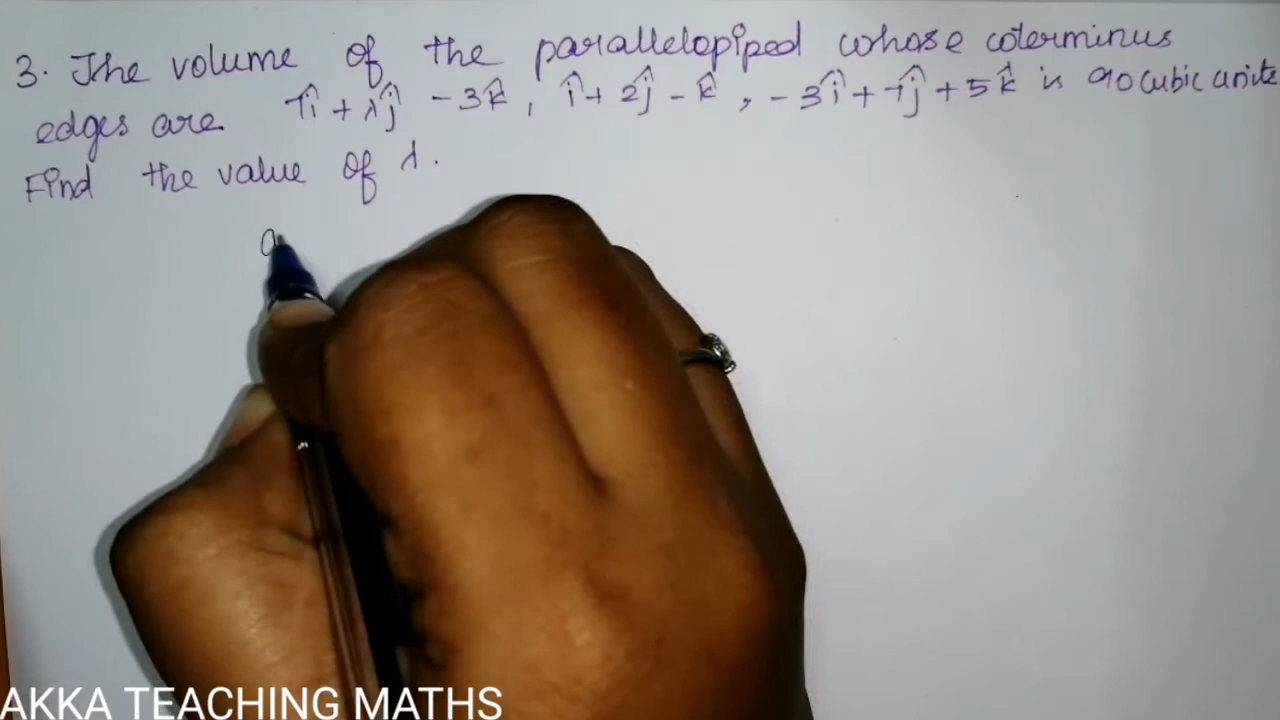 3. The volume of the parallelopiped whose coterminus
edges are 7î + λĵ - 3k̂, î + 2ĵ - k̂, -3î + 7ĵ + 5k̂ is 90 cubic units
Find the value of λ.
a
AKKA TEACHING MATHS